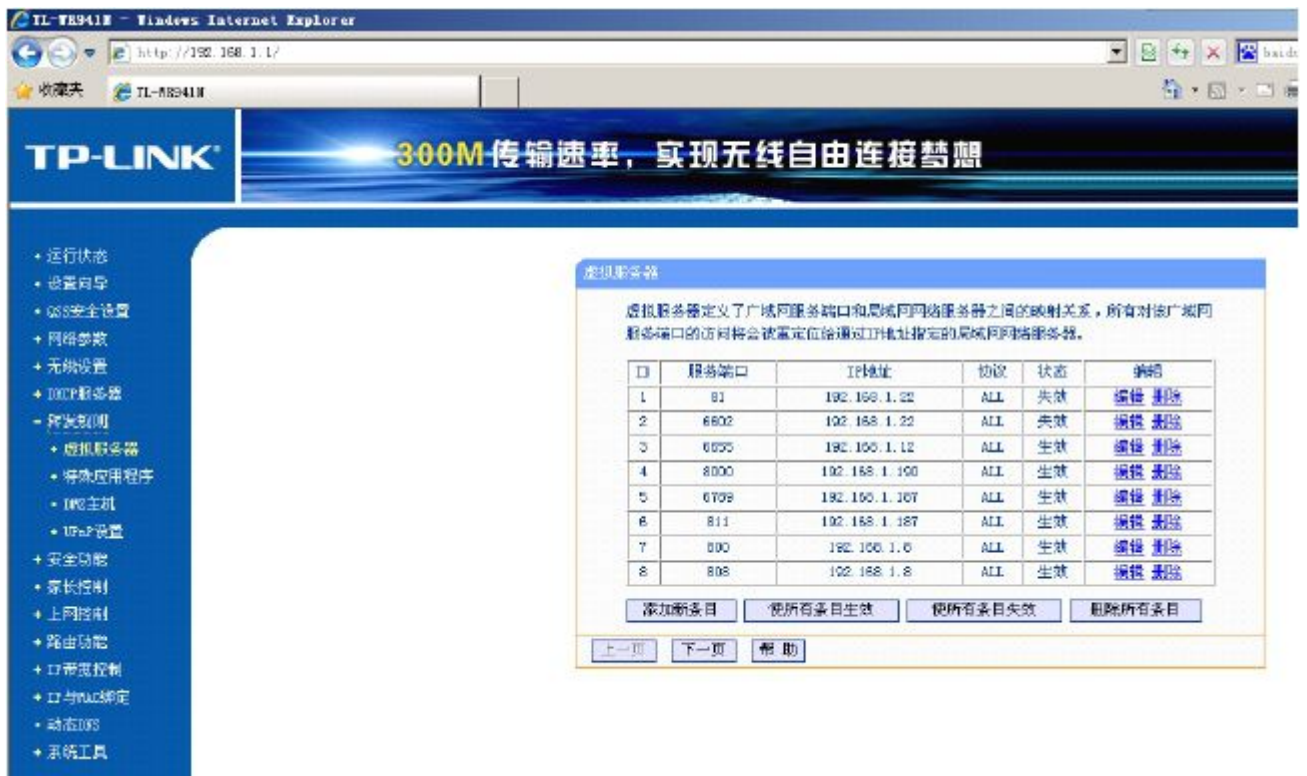 TL-WR941N - Windows Internet Explorer
http://192.168.1.1/
收藏夹 TL-WR941N
TP-LINK
300M传输速率，实现无线自由连接梦想
运行状态
设置向导
QSS安全设置
网络参数
无线设置
DHCP服务器
转发规则
虚拟服务器
特殊应用程序
DMZ主机
UPnP设置
安全功能
家长控制
上网控制
路由功能
IP带宽控制
IP与MAC绑定
动态DNS
系统工具
虚拟服务器
虚拟服务器定义了广域网服务端口和局域网网络服务器之间的映射关系，所有对该广域网
服务端口的访问将会被重定位给通过IP地址指定的局域网网络服务器。
ID 服务端口 IP地址 协议 状态 编辑
1 81 192.168.1.22 ALL 失效 编辑 删除
2 6602 192.168.1.22 ALL 失效 编辑 删除
3 192.168.1.12 ALL 生效 编辑 删除
4 8000 192.168.1.190 ALL 生效 编辑 删除
5 192.168.1.187 ALL 生效 编辑 删除
6 811 192.168.1.187 ALL 生效 编辑 删除
7 ALL 生效 编辑 删除
8 808 192.168.1.8 ALL 生效 编辑 删除
添加新条目 使所有条目生效 使所有条目失效 删除所有条目
上一页 下一页 帮助